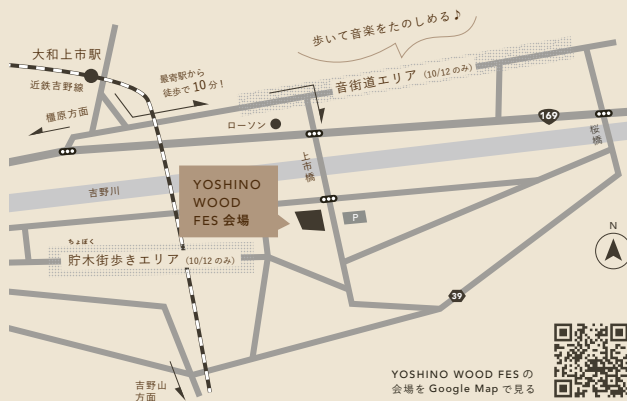 歩いて音楽をたのしめる♪
大和上市駅
近鉄吉野線
最寄駅から
徒歩で10分！
橿原方面
音街道エリア（10/12 のみ）
ローソン
169
桜橋
上市橋
吉野川
YOSHINO
WOOD
FES 会場
P
N
ちょぼく
貯木街歩きエリア（10/12 のみ）
39
吉野山
方面
YOSHINO WOOD FES の
会場を Google Map で見る